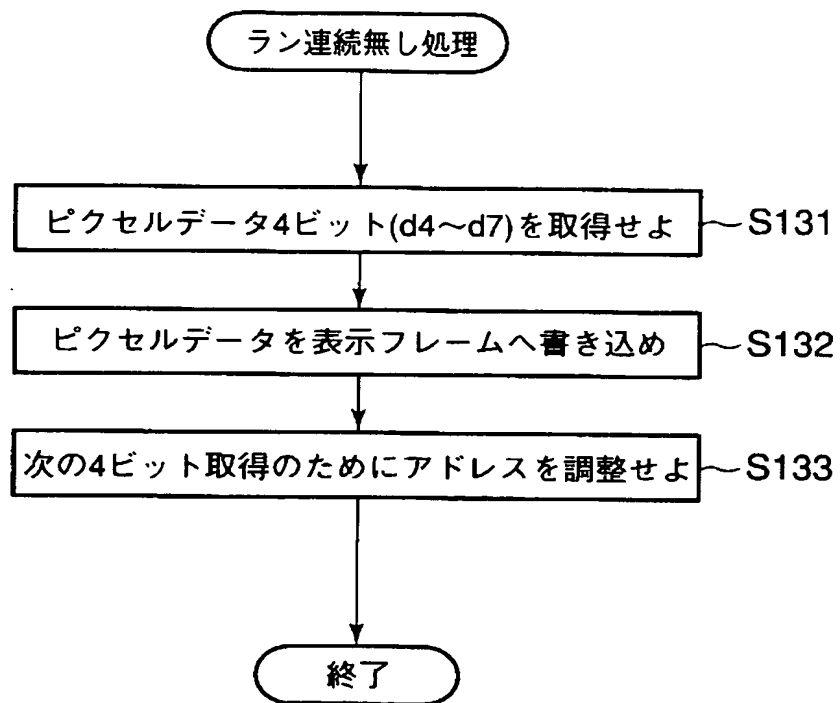 ラン連続無し処理
ピクセルデータ4ビット(d4～d7)を取得せよ
S131
ピクセルデータを表示フレームへ書き込め
S132
次の4ビット取得のためにアドレスを調整せよ
S133
終了